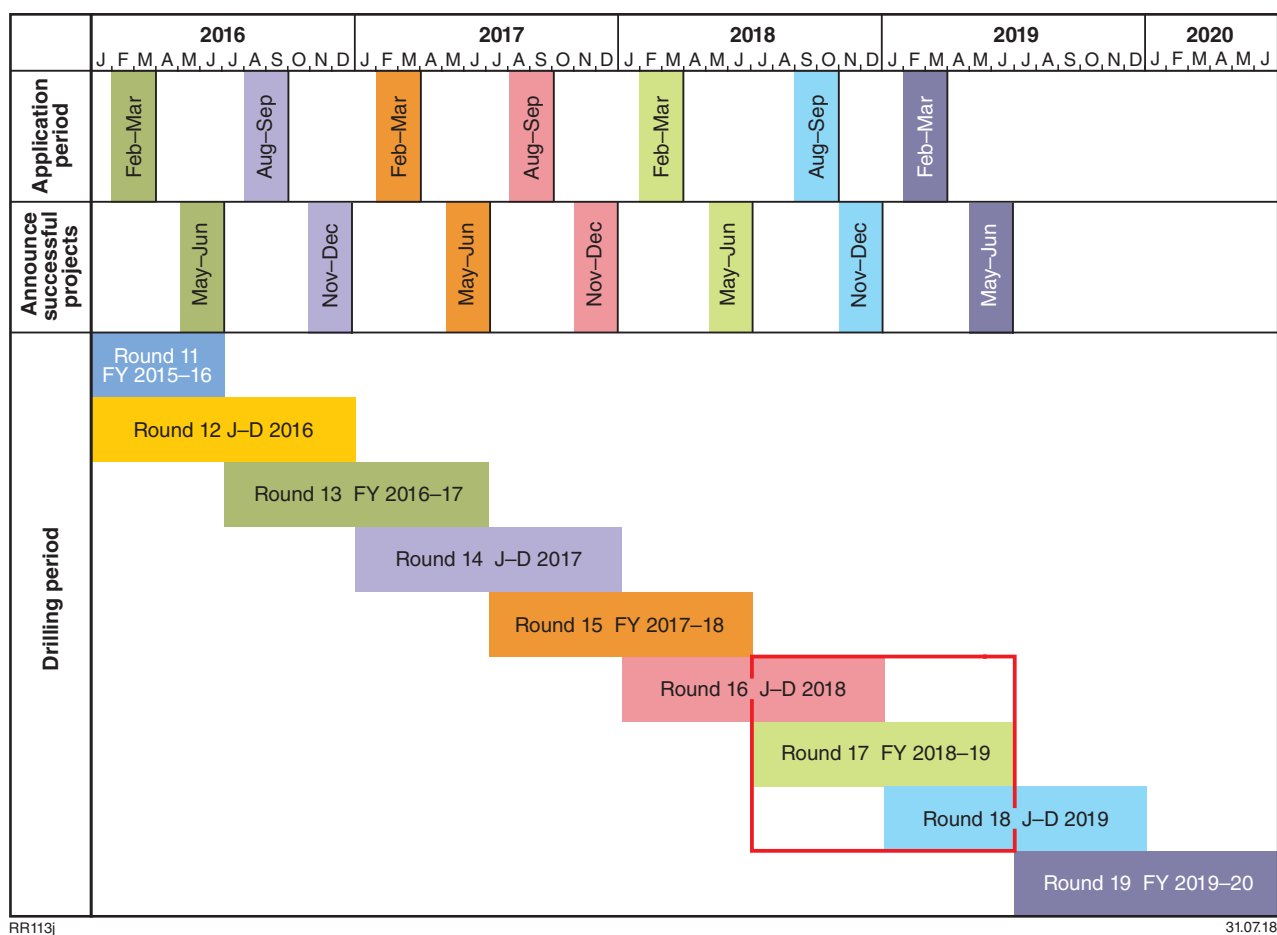 2016 2017 2018 2019 2020
J F M A M J J A S O N D J F M A M J J A S O N D J F M A M J J A S O N D J F M A M J J A S O N D J F M A M J
Application
period
Feb–Mar
Aug–Sep
Feb–Mar
Aug–Sep
Feb–Mar
Aug–Sep
Feb–Mar
Announce
successful
projects
May–Jun
Nov–Dec
May–Jun
Nov–Dec
May–Jun
Nov–Dec
May–Jun
Drilling period
Round 11
FY 2015–16
Round 12 J–D 2016
Round 13 FY 2016–17
Round 14 J–D 2017
Round 15 FY 2017–18
Round 16 J–D 2018
Round 17 FY 2018–19
Round 18 J–D 2019
Round 19 FY 2019–20
RR113j 31.07.18